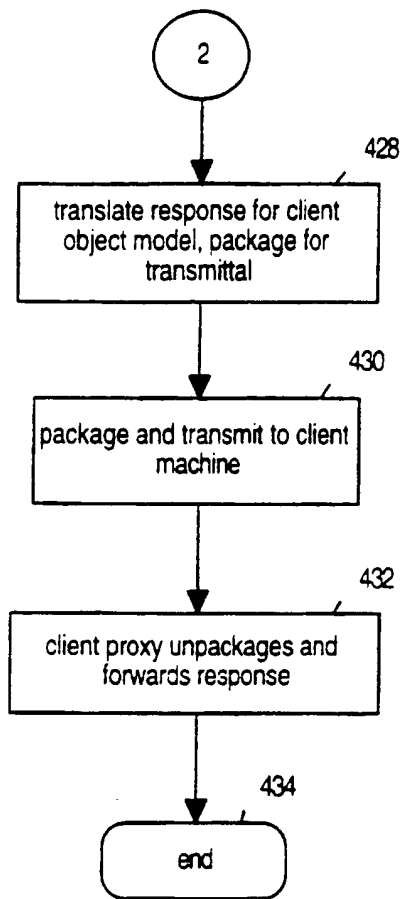 2
428
translate response for client
object model, package for
transmittal
430
package and transmit to client
machine
432
client proxy unpackages and
forwards response
434
end